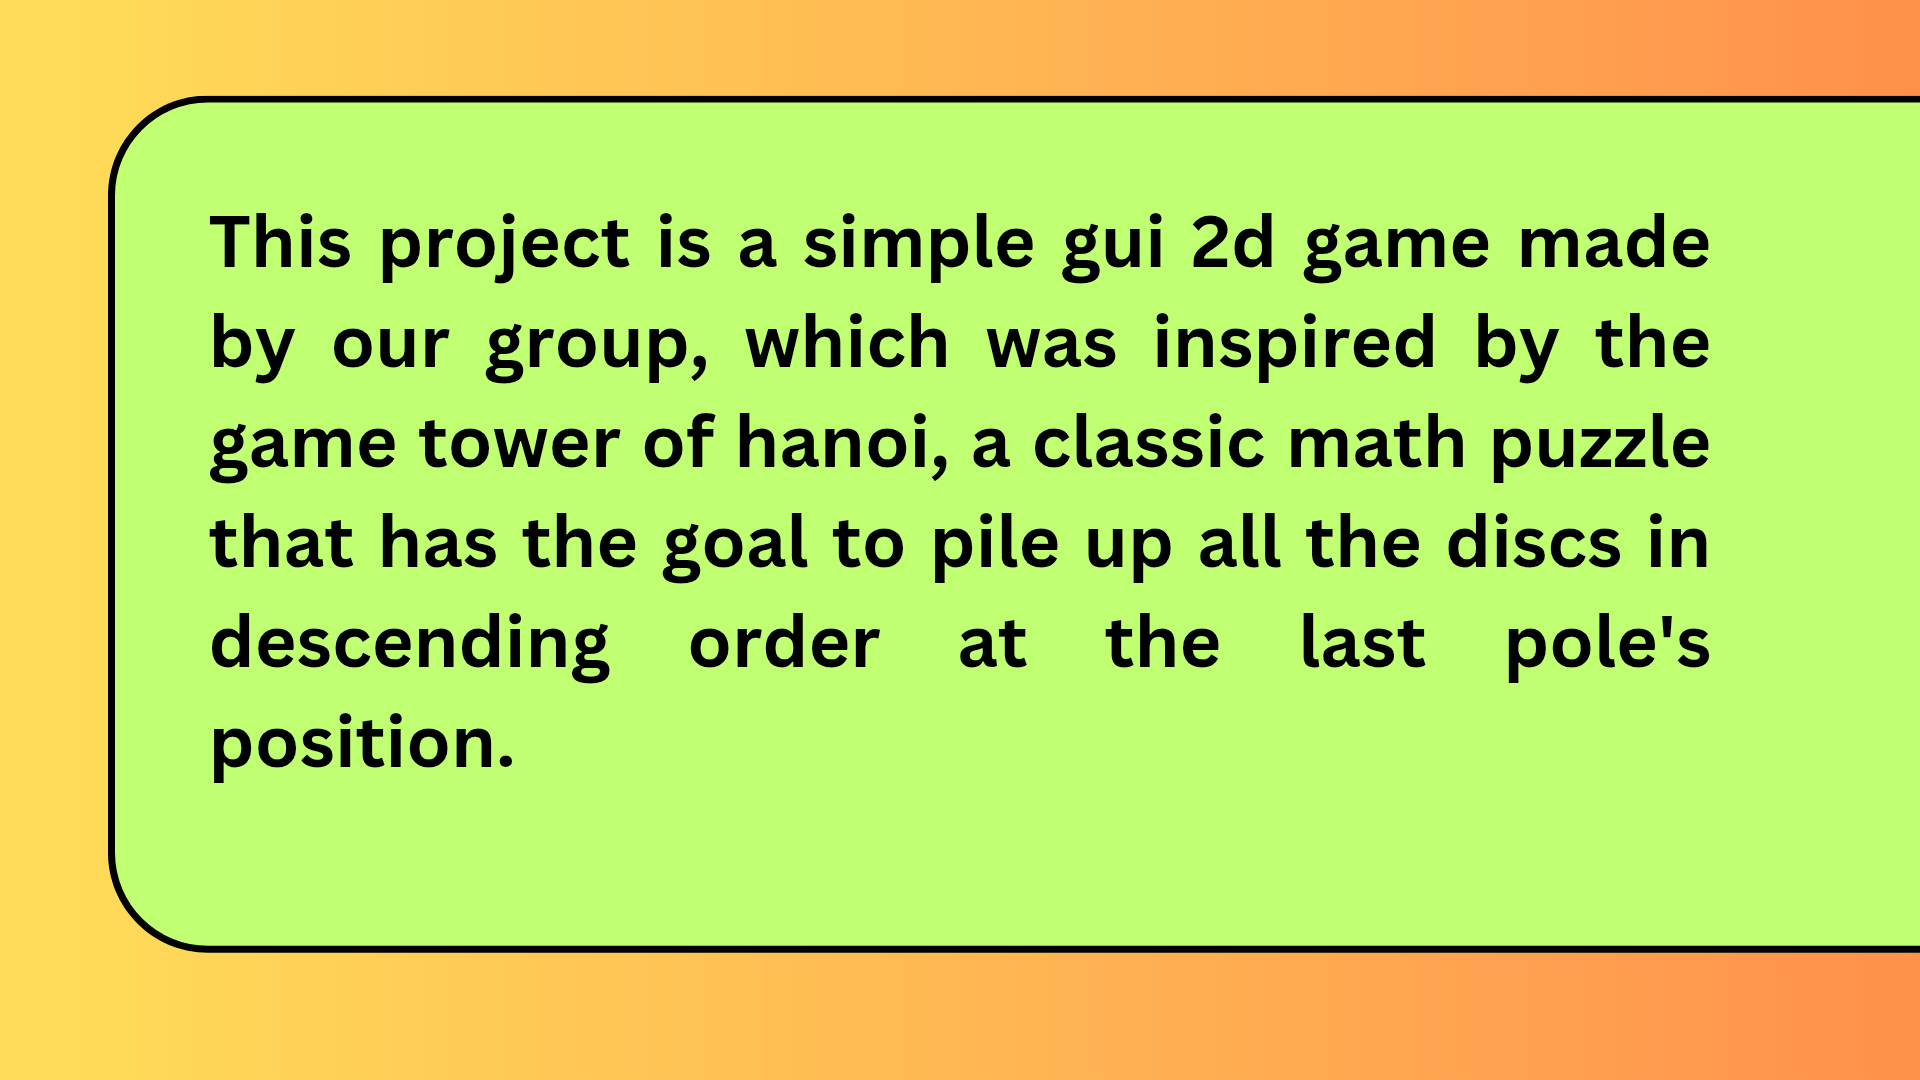 This project is a simple gui 2d game made
by our group, which was inspired by the
game tower of hanoi, a classic math puzzle
that has the goal to pile up all the discs in
descending order at the last pole's
position.